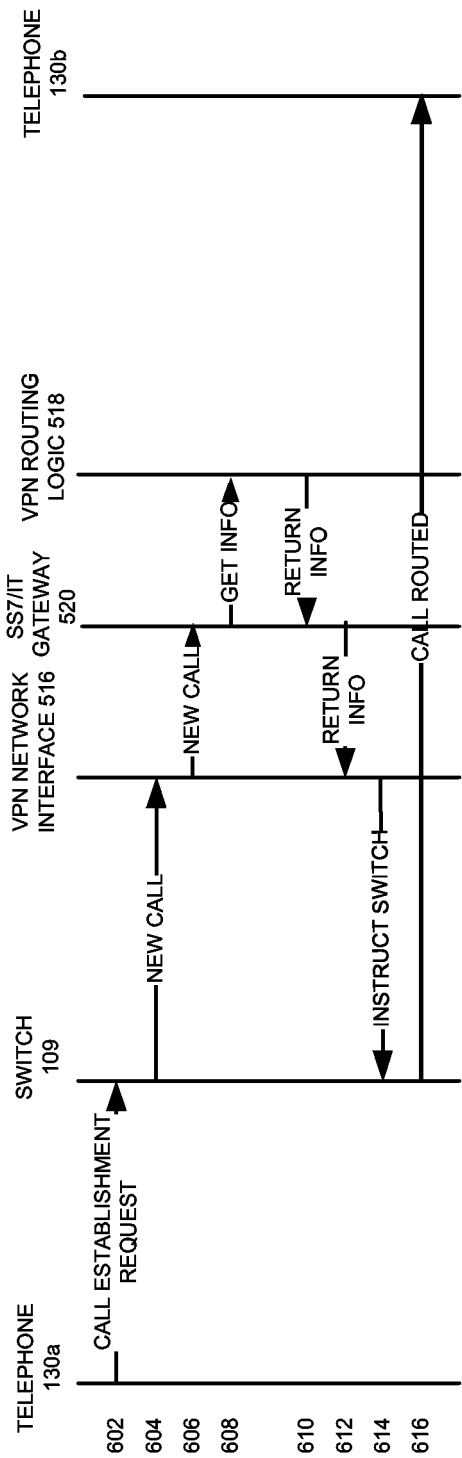 TELEPHONE
130a
SWITCH
109
VPN NETWORK
INTERFACE 516
SS7/IT
GATEWAY
520
VPN ROUTING
LOGIC 518
TELEPHONE
130b
602
CALL ESTABLISHMENT
REQUEST
604
NEW CALL
606
NEW CALL
608
GET INFO
610
RETURN
INFO
612
RETURN
INFO
614
INSTRUCT SWITCH
616
CALL ROUTED